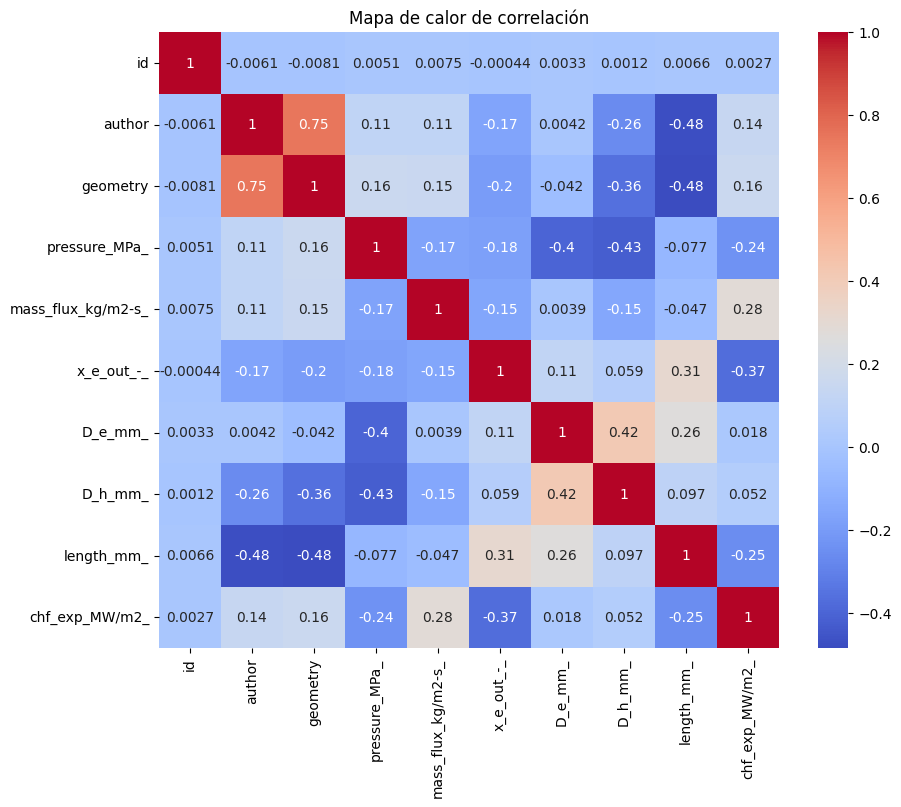 Mapa de calor de correlación
id 1 -0.0061 -0.0081 0.0051 0.0075 -0.00044 0.0033 0.0012 0.0066 0.0027
author -0.0061 1 0.75 0.11 0.11 -0.17 0.0042 -0.26 -0.48 0.14
geometry -0.0081 0.75 1 0.16 0.15 -0.2 -0.042 -0.36 -0.48 0.16
pressure_MPa_ 0.0051 0.11 0.16 1 -0.17 -0.18 -0.4 -0.43 -0.077 -0.24
mass_flux_kg/m2-s_ 0.0075 0.11 0.15 -0.17 1 -0.15 0.0039 -0.15 -0.047 0.28
x_e_out_-_ -0.00044 -0.17 -0.2 -0.18 -0.15 1 0.11 0.059 0.31 -0.37
D_e_mm_ 0.0033 0.0042 -0.042 -0.4 0.0039 0.11 1 0.42 0.26 0.018
D_h_mm_ 0.0012 -0.26 -0.36 -0.43 -0.15 0.059 0.42 1 0.097 0.052
length_mm_ 0.0066 -0.48 -0.48 -0.077 -0.047 0.31 0.26 0.097 1 -0.25
chf_exp_MW/m2_ 0.0027 0.14 0.16 -0.24 0.28 -0.37 0.018 0.052 -0.25 1
id author geometry pressure_MPa_ mass_flux_kg/m2-s_ x_e_out_-_ D_e_mm_ D_h_mm_ length_mm_ chf_exp_MW/m2_
1.0
0.8
0.6
0.4
0.2
0.0
−0.2
−0.4